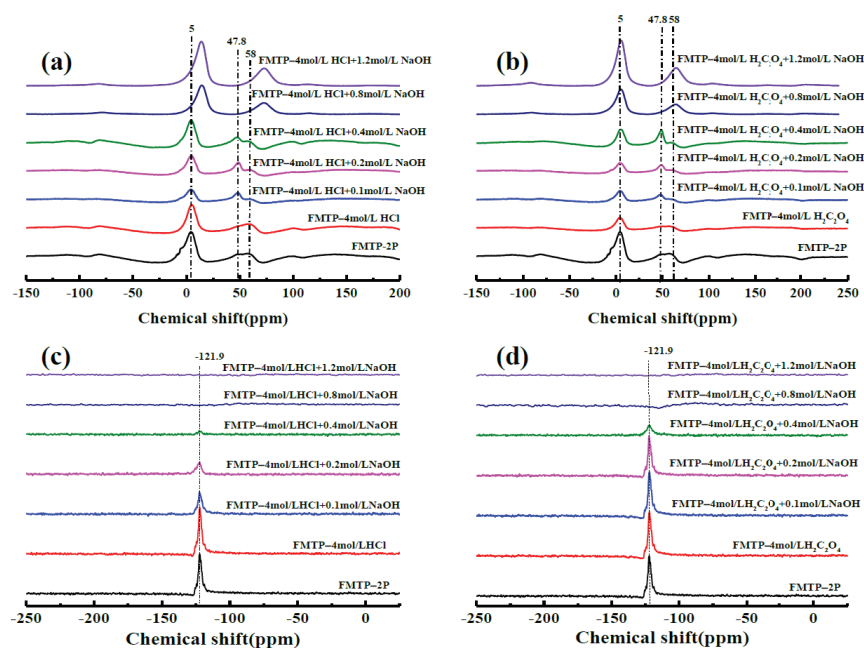 (a)
5
47.8
58
FMTP–4mol/L HCl+1.2mol/L NaOH
FMTP–4mol/L HCl+0.8mol/L NaOH
FMTP–4mol/L HCl+0.4mol/L NaOH
FMTP–4mol/L HCl+0.2mol/L NaOH
FMTP–4mol/L HCl+0.1mol/L NaOH
FMTP–4mol/L HCl
FMTP-2P
-150 -100 -50 0 50 100 150 200
Chemical shift(ppm)
(b)
5
47.8 58
FMTP–4mol/L H₂C₂O₄+1.2mol/L NaOH
FMTP–4mol/L H₂C₂O₄+0.8mol/L NaOH
FMTP–4mol/L H₂C₂O₄+0.4mol/L NaOH
FMTP–4mol/L H₂C₂O₄+0.2mol/L NaOH
FMTP–4mol/L H₂C₂O₄+0.1mol/L NaOH
FMTP–4mol/L H₂C₂O₄
FMTP–2P
-150 -100 -50 0 50 100 150 200 250
Chemical shift(ppm)
(c)
-121.9
FMTP–4mol/LHCl+1.2mol/LNaOH
FMTP–4mol/LHCl+0.8mol/LNaOH
FMTP–4mol/LHCl+0.4mol/LNaOH
FMTP–4mol/LHCl+0.2mol/LNaOH
FMTP–4mol/LHCl+0.1mol/LNaOH
FMTP–4mol/LHCl
FMTP–2P
-250 -200 -150 -100 -50 0
Chemical shift(ppm)
(d)
-121.9
FMTP–4mol/LH₂C₂O₄+1.2mol/LNaOH
FMTP–4mol/LH₂C₂O₄+0.8mol/LNaOH
FMTP–4mol/LH₂C₂O₄+0.4mol/LNaOH
FMTP–4mol/LH₂C₂O₄+0.2mol/LNaOH
FMTP–4mol/LH₂C₂O₄+0.1mol/LNaOH
FMTP–4mol/LH₂C₂O₄
FMTP–2P
-250 -200 -150 -100 -50 0
Chemical shift(ppm)